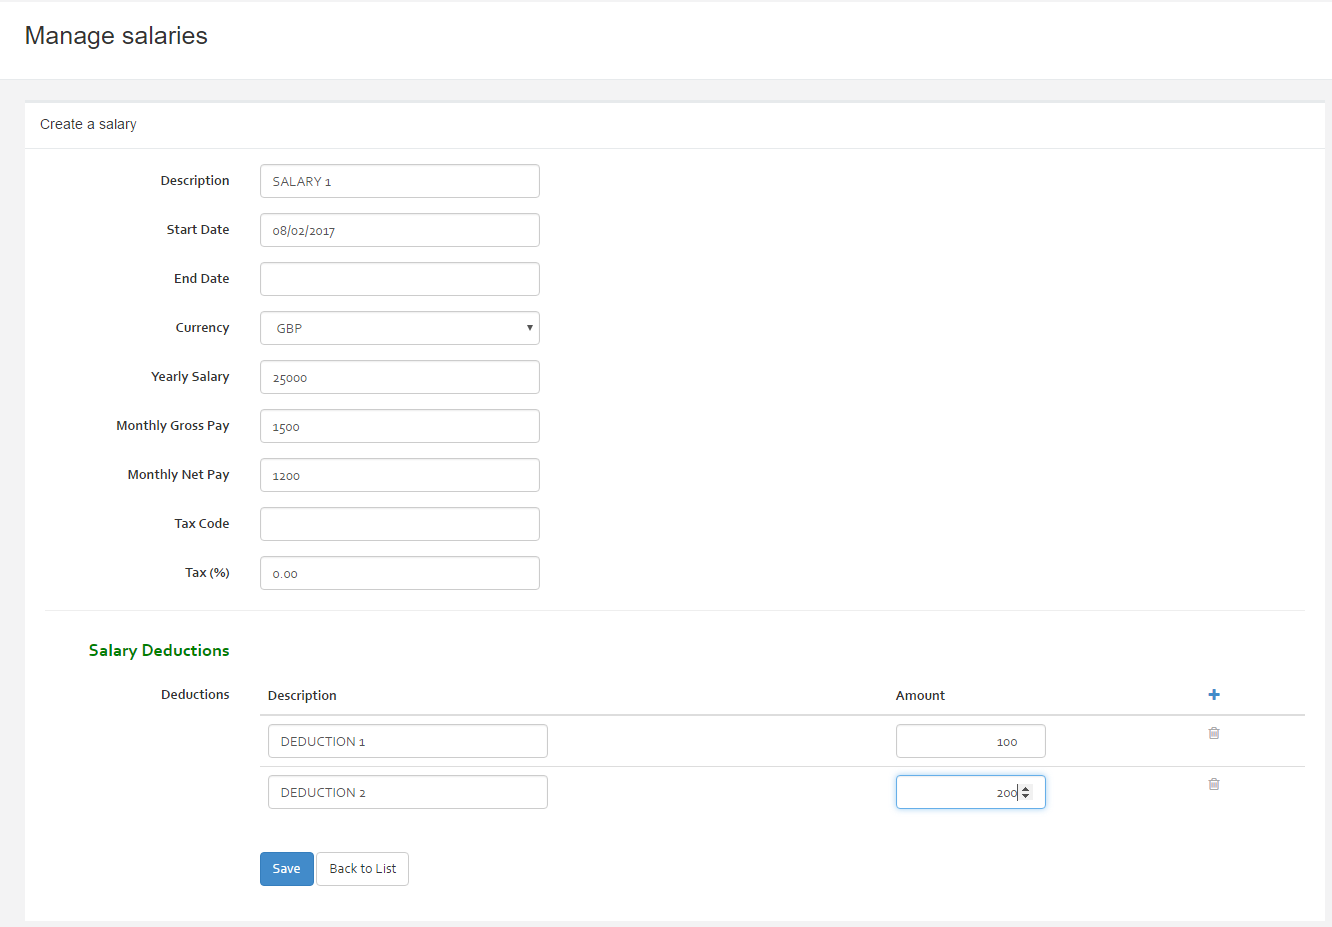 Manage salaries
Create a salary
Description SALARY 1
Start Date 08/02/2017
End Date
Currency GBP
Yearly Salary 25000
Monthly Gross Pay 1500
Monthly Net Pay 1200
Tax Code
Tax (%) 0.00
Salary Deductions
Deductions Description Amount
DEDUCTION 1 100
DEDUCTION 2 200
Save Back to List